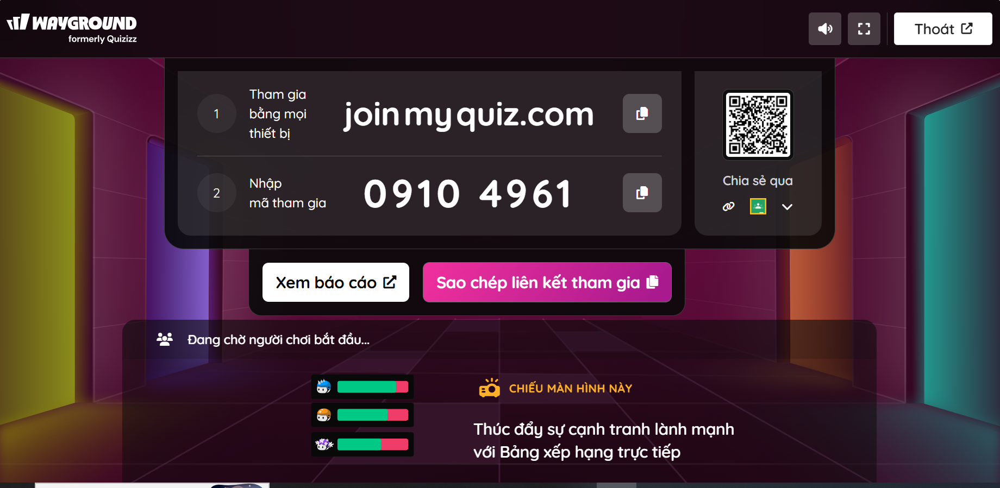 WAYGROUND
formerly Quizizz
Thoát
1
Tham gia
bằng mọi
thiết bị
joinmyquiz.com
2
Nhập
mã tham gia
0910 4961
Chia sẻ qua
Xem báo cáo
Sao chép liên kết tham gia
Đang chờ người chơi bắt đầu...
CHIẾU MÀN HÌNH NÀY
Thúc đẩy sự cạnh tranh lành mạnh
với Bảng xếp hạng trực tiếp